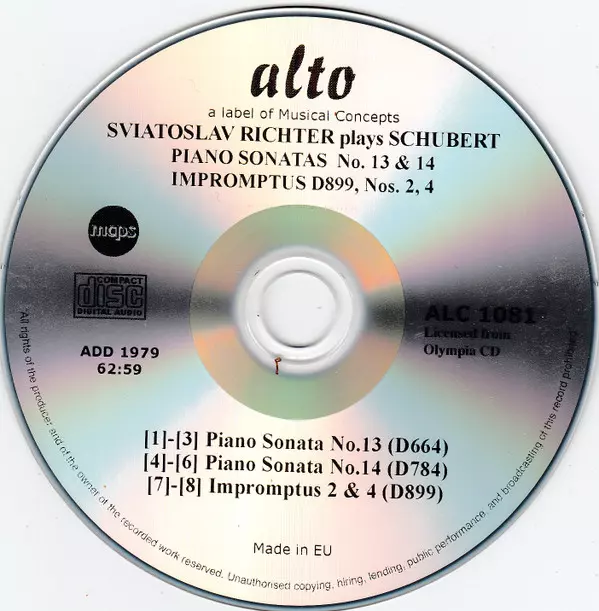 alto
a label of Musical Concepts
SVIATOSLAV RICHTER plays SCHUBERT
PIANO SONATAS No. 13 & 14
IMPROMPTUS D899, Nos. 2, 4
maps
COMPACT
disc
DIGITAL AUDIO
ALC 1081
Licensed from
Olympia CD
ADD 1979
62:59
[1]-[3] Piano Sonata No.13 (D664)
[4]-[6] Piano Sonata No.14 (D784)
[7]-[8] Impromptus 2 & 4 (D899)
Made in EU
All rights of the producer and of the owner of the recorded work reserved. Unauthorised copying, hiring, lending, public performance, and broadcasting of this record prohibited